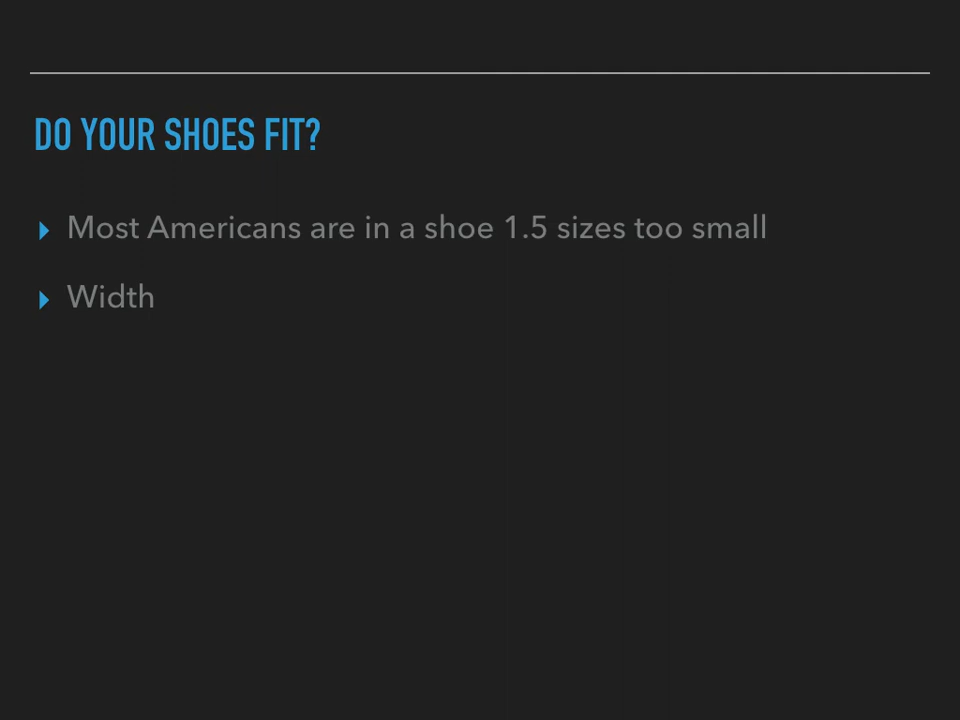 DO YOUR SHOES FIT?
▸ Most Americans are in a shoe 1.5 sizes too small
▸ Width